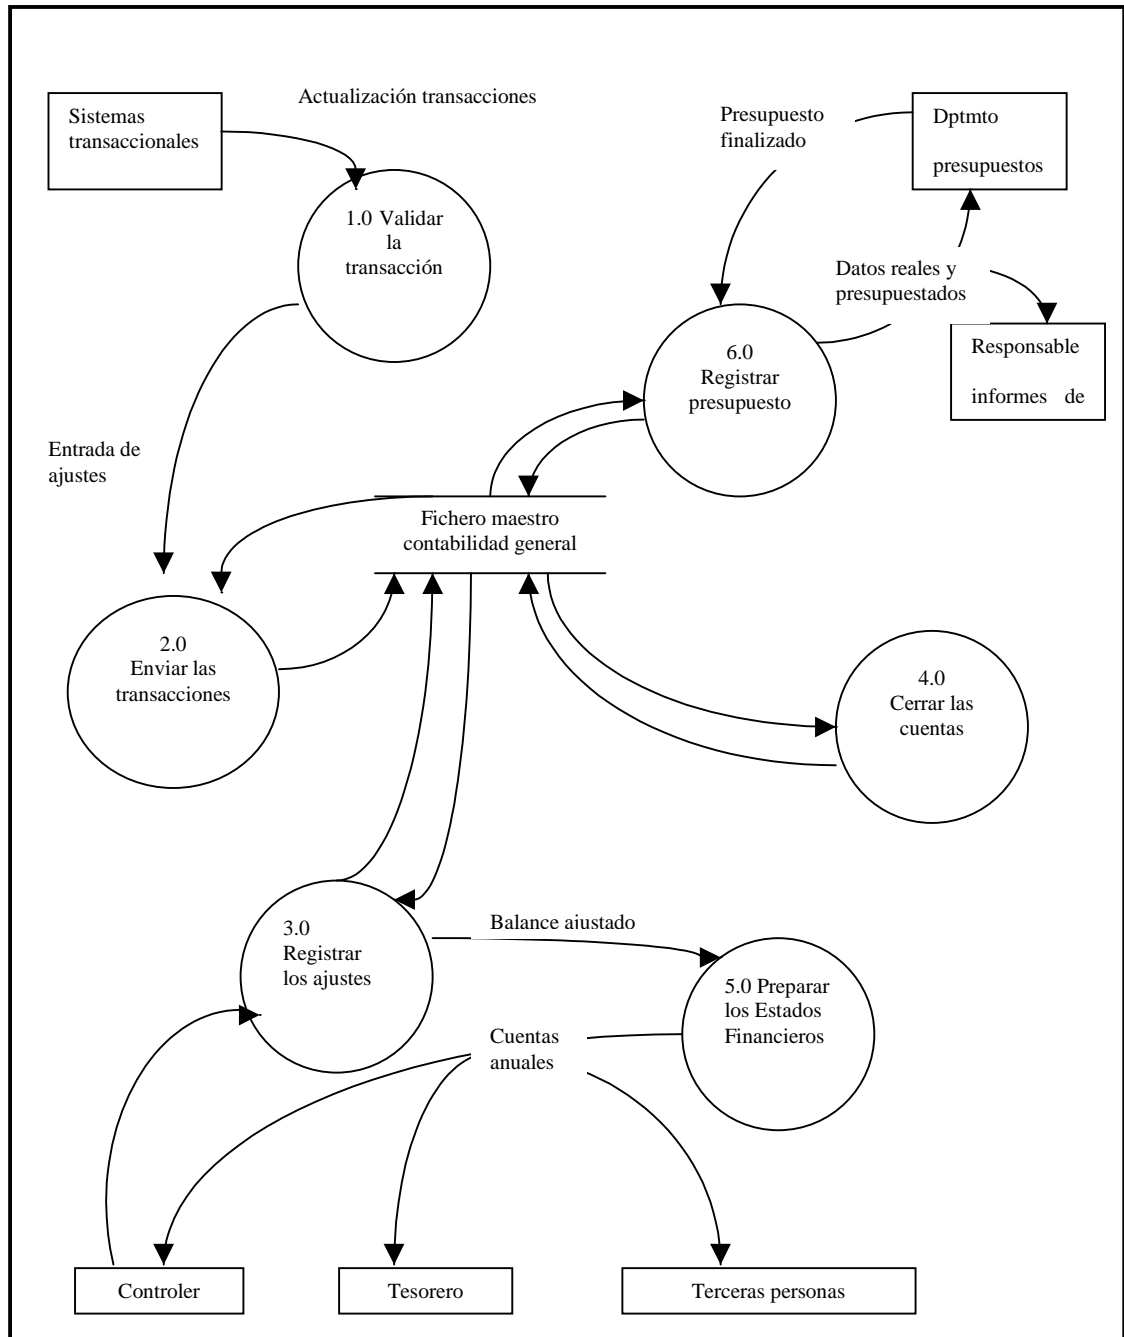 Actualización transacciones
Sistemas
transaccionales
Presupuesto
finalizado
Dptmto
presupuestos
1.0 Validar
la
transacción
Datos reales y
presupuestados
Responsable
informes de
6.0
Registrar
presupuesto
Entrada de
ajustes
Fichero maestro
contabilidad general
2.0
Enviar las
transacciones
4.0
Cerrar las
cuentas
3.0
Registrar
los ajustes
Balance ajustado
5.0 Preparar
los Estados
Financieros
Cuentas
anuales
Controler
Tesorero
Terceras personas